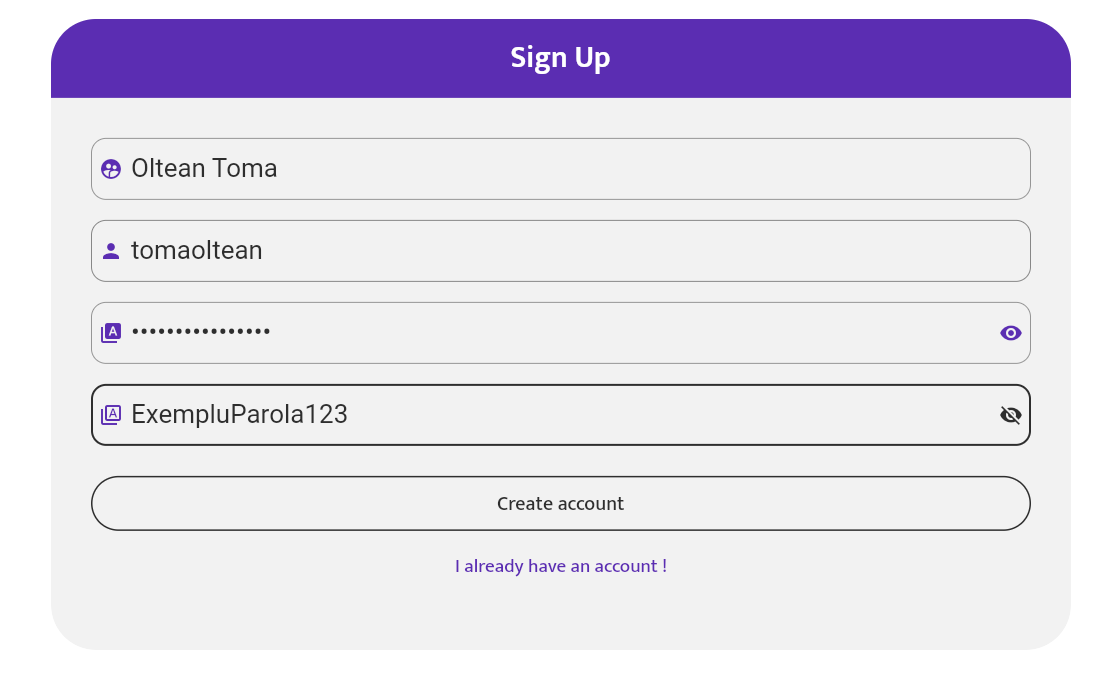 Sign Up
Oltean Toma
tomaoltean
••••••••••••••••
ExempluParola123
Create account
I already have an account !